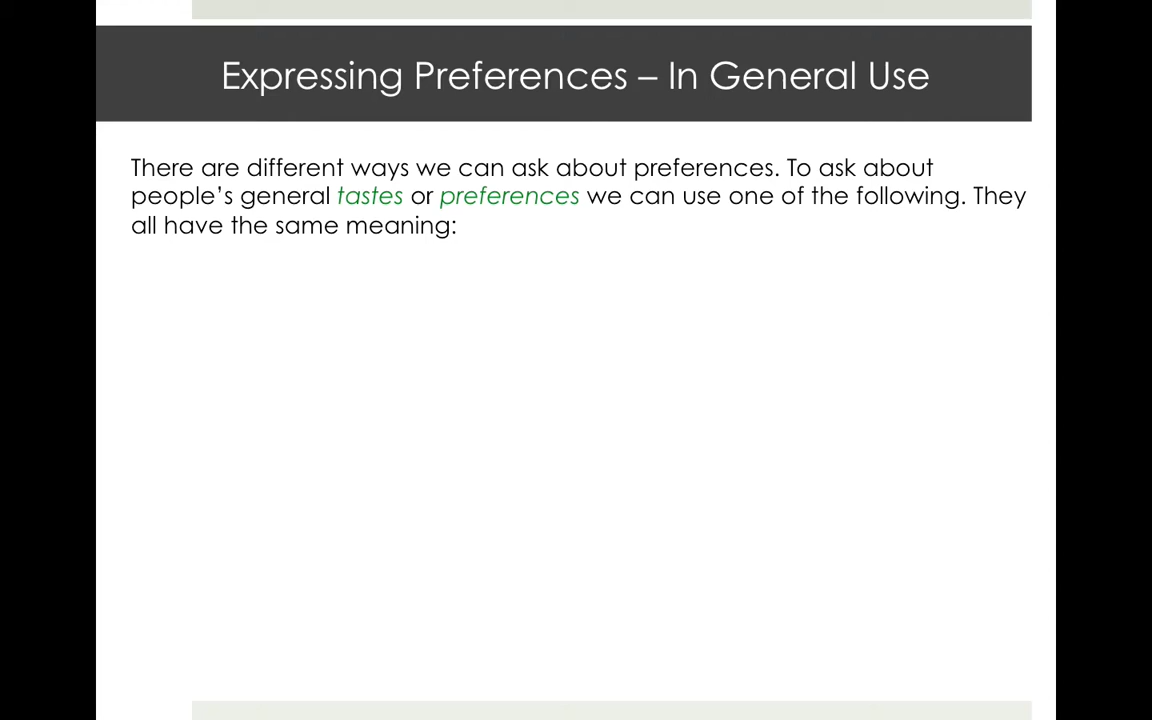 Expressing Preferences – In General Use
There are different ways we can ask about preferences. To ask about
people’s general tastes or preferences we can use one of the following. They
all have the same meaning: